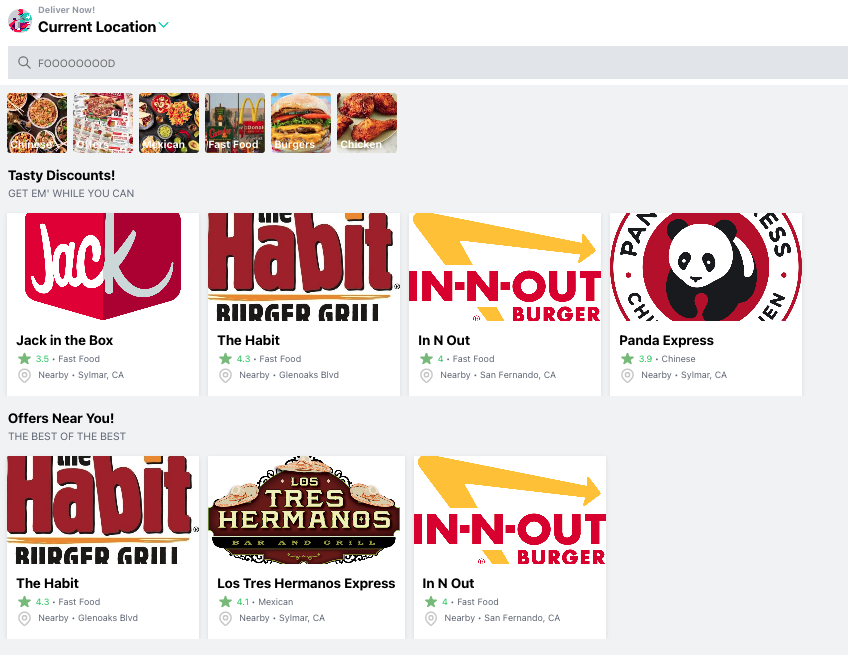 Deliver Now!
Current Location
FOOOOOOOOD
Chinese
Offers
Mexican
Fast Food
Burgers
Chicken
Tasty Discounts!
GET EM' WHILE YOU CAN
Jack
the
Habit
®
BURGER GRILL
IN-N-OUT
® BURGER
Jack in the Box
3.5 • Fast Food
Nearby • Sylmar, CA
The Habit
4.3 • Fast Food
Nearby • Glenoaks Blvd
In N Out
4 • Fast Food
Nearby • San Fernando, CA
Panda Express
3.9 • Chinese
Nearby • Sylmar, CA
Offers Near You!
THE BEST OF THE BEST
the
Habit
®
BURGER GRILL
LOS
TRES
HERMANOS
BAR AND GRILL
IN-N-OUT
® BURGER
The Habit
4.3 • Fast Food
Nearby • Glenoaks Blvd
Los Tres Hermanos Express
4.1 • Mexican
Nearby • Sylmar, CA
In N Out
4 • Fast Food
Nearby • San Fernando, CA